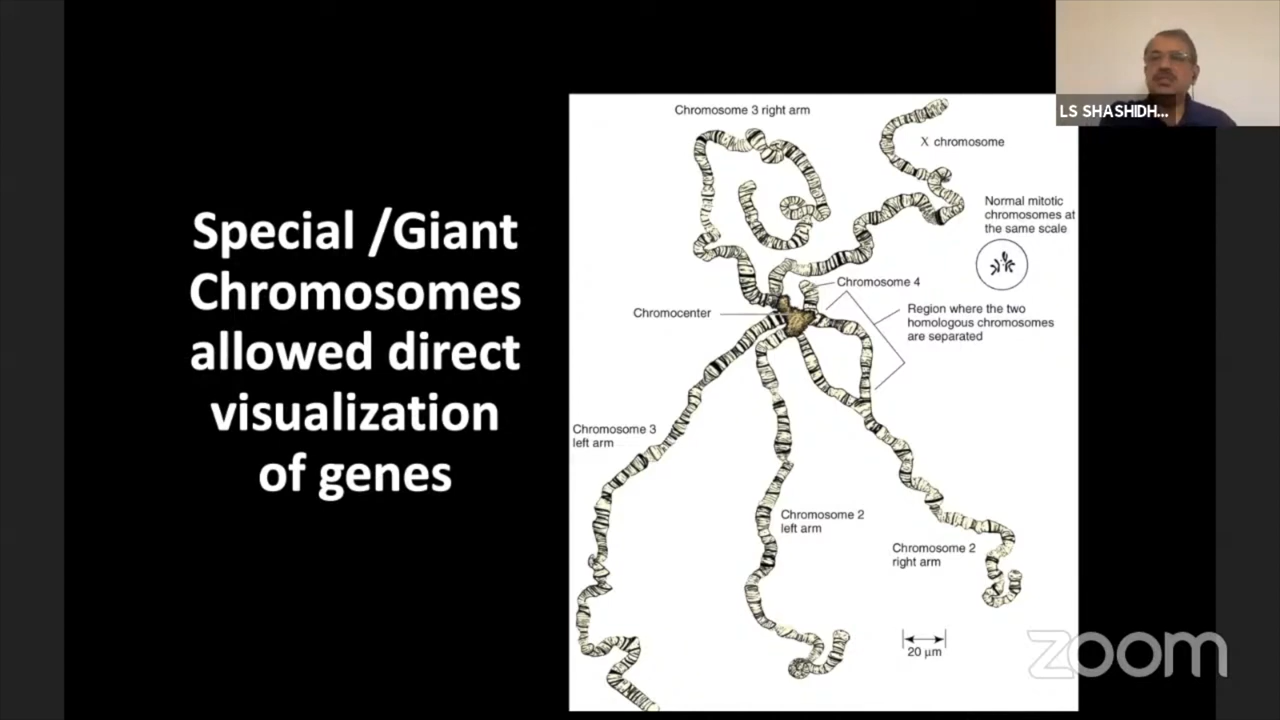 Special /Giant
Chromosomes
allowed direct
visualization
of genes
Chromosome 3 right arm
X chromosome
Normal mitotic
chromosomes at
the same scale
Chromosome 4
Chromocenter
Region where the two
homologous chromosomes
are separated
Chromosome 3
left arm
Chromosome 2
left arm
Chromosome 2
right arm
20 µm
LS SHASHIDH...
zoom